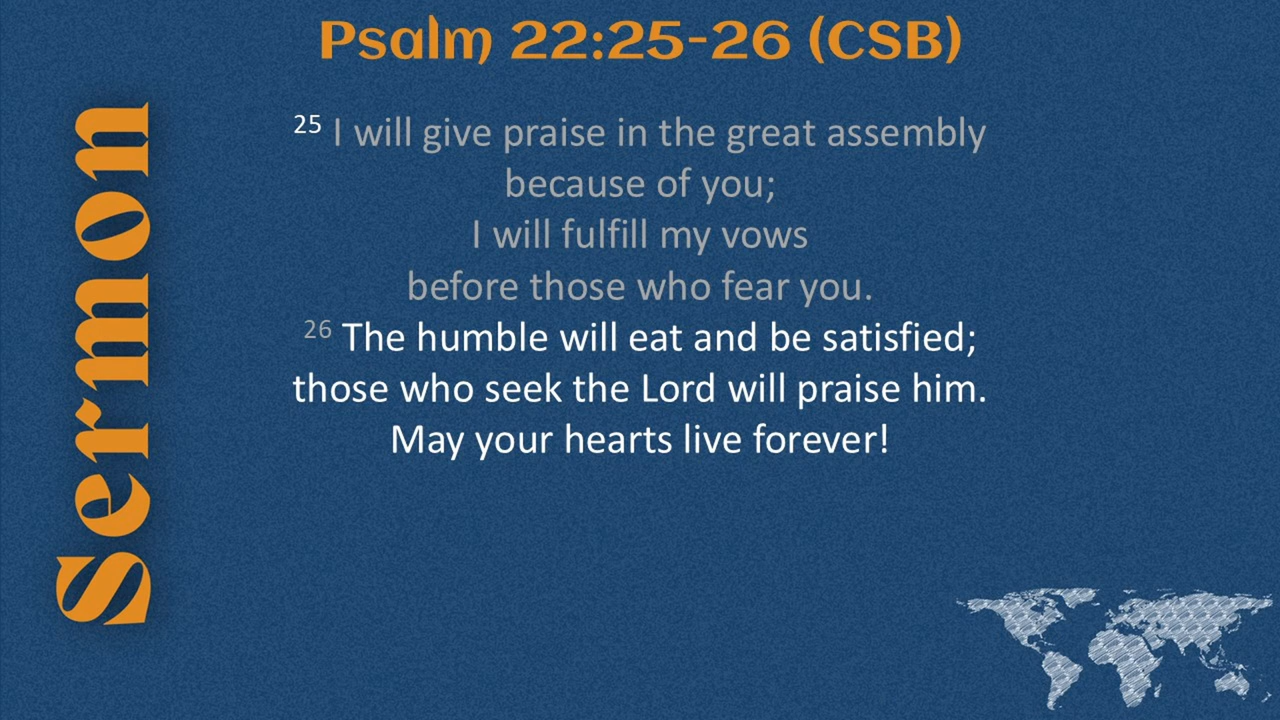 Psalm 22:25-26 (CSB)
Sermon
25 I will give praise in the great assembly
because of you;
I will fulfill my vows
before those who fear you.
26 The humble will eat and be satisfied;
those who seek the Lord will praise him.
May your hearts live forever!